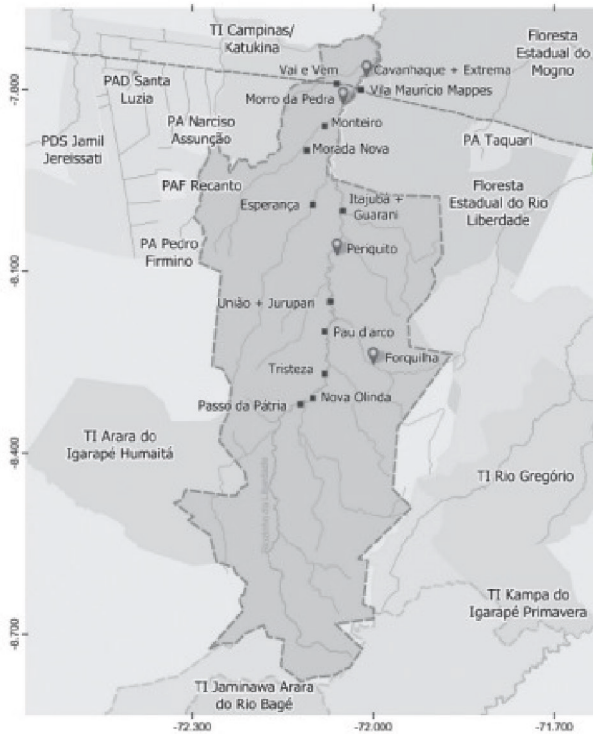 TI Campinas/
Katukina
Floresta
Estadual do
Mogno
Vai e Vem
Cavanhaque + Extrema
-7.800
PAD Santa
Luzia
Morro da Pedra
Vila Maurício Mappes
PA Narciso
Assunção
Monteiro
PDS Jamil
Jereissati
Morada Nova
PA Taquari
PAF Recanto
Floresta
Estadual do Rio
Liberdade
Esperança
Itajubá +
Guarani
PA Pedro
Firmino
Periquito
-8.100
União + Jurupari
Pau d'arco
Forquilha
Tristeza
Nova Olinda
Passo da Pátria
TI Arara do
Igarapé Humaitá
-8.400
TI Rio Gregório
TI Kampa do
Igarapé Primavera
-8.700
TI Jaminawa Arara
do Rio Bagé
-72.300
-72.000
-71.700